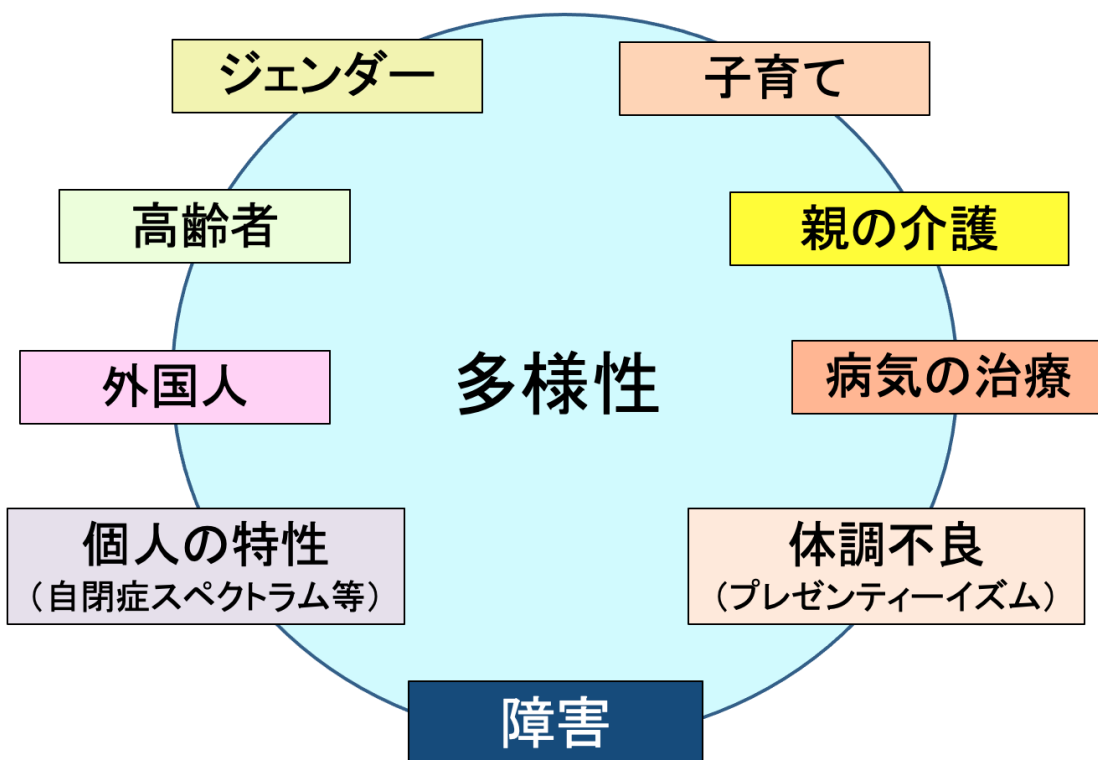 ジェンダー
子育て
高齢者
親の介護
多様性
外国人
病気の治療
個人の特性
（自閉症スペクトラム等）
体調不良
（プレゼンティーイズム）
障害